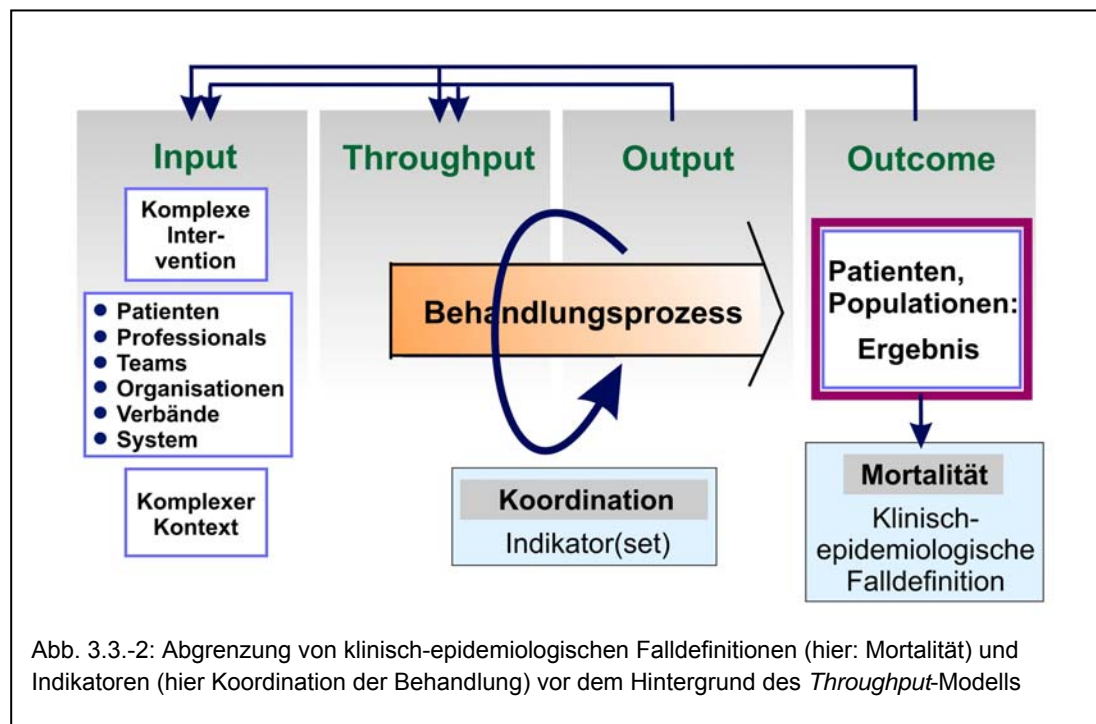 Input
Throughput
Output
Outcome
Komplexe
Inter-
vention
Patienten
Professionals
Teams
Organisationen
Verbände
System
Komplexer
Kontext
Behandlungsprozess
Koordination
Indikator(set)
Patienten,
Populationen:
Ergebnis
Mortalität
Klinisch-
epidemiologische
Falldefinition
Abb. 3.3.-2: Abgrenzung von klinisch-epidemiologischen Falldefinitionen (hier: Mortalität) und
Indikatoren (hier Koordination der Behandlung) vor dem Hintergrund des Throughput-Modells